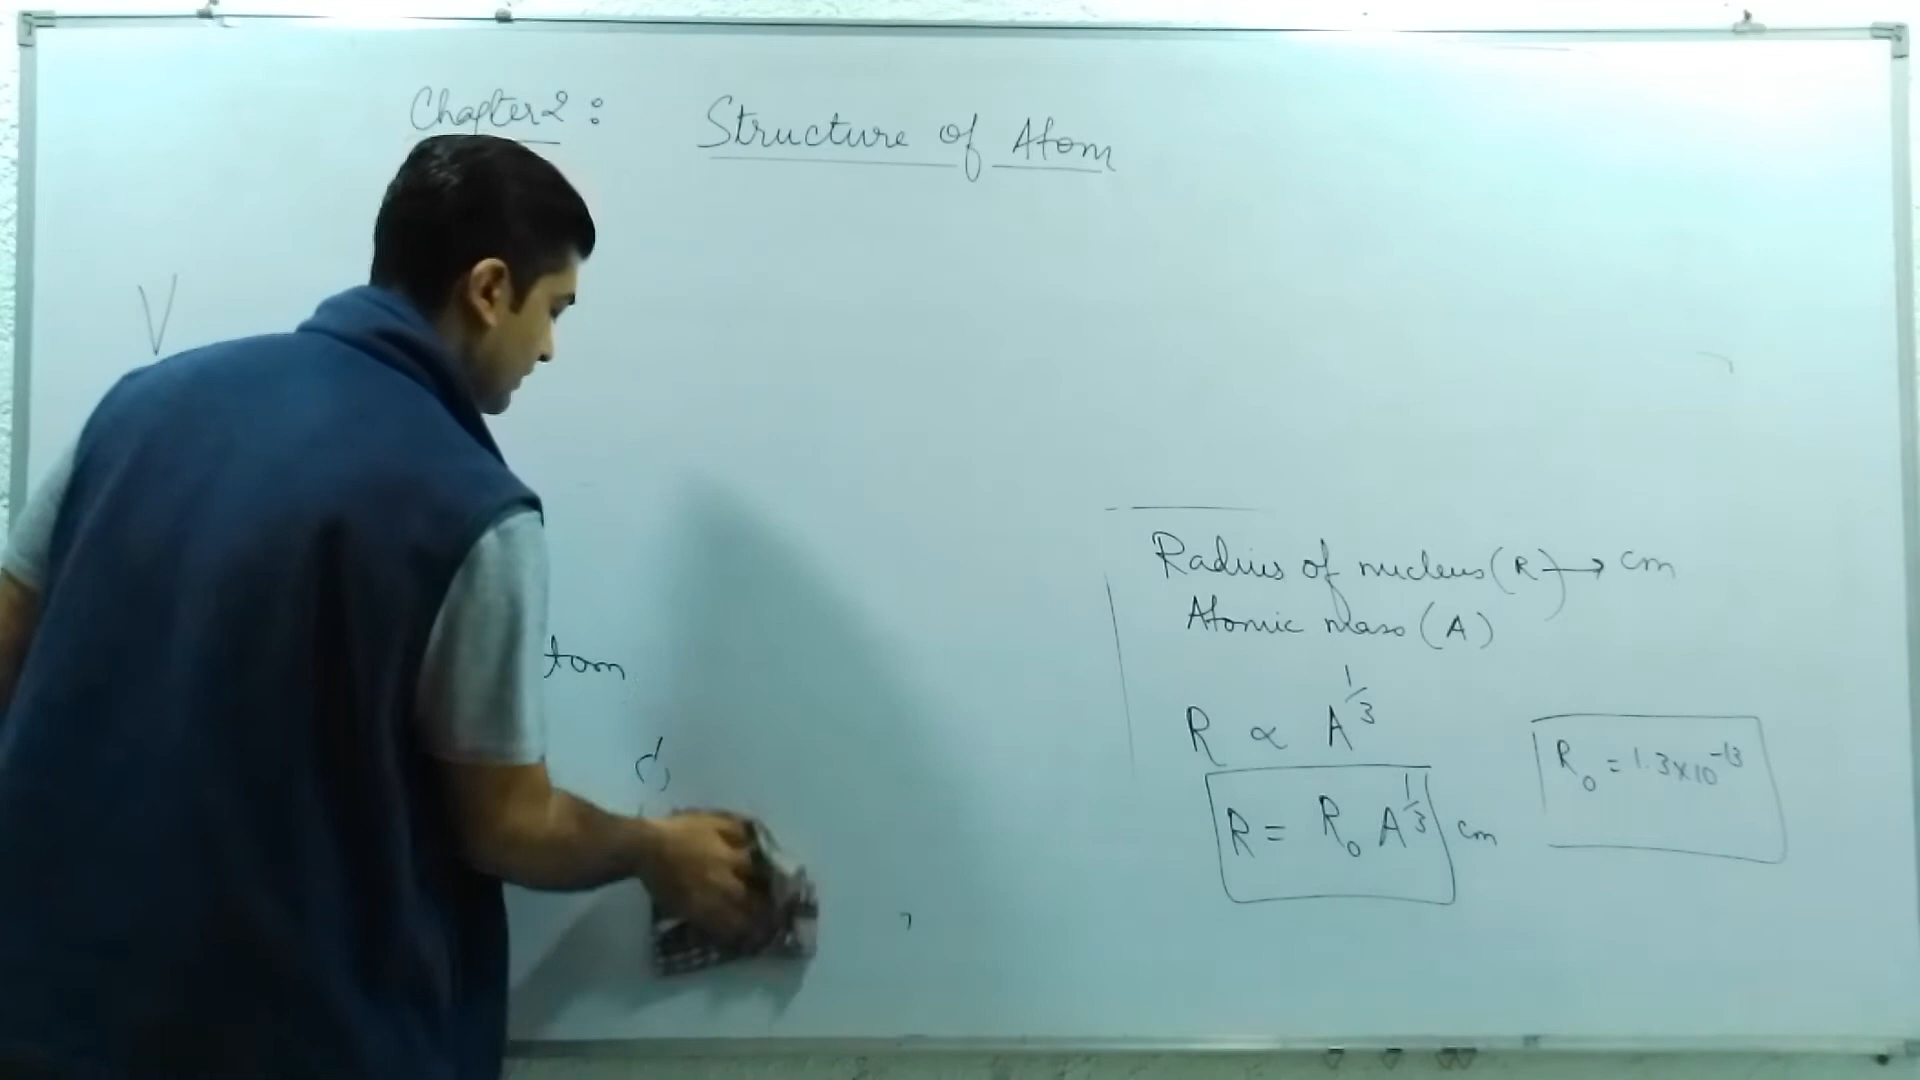 Chapter 2 : Structure of Atom
V
Radius of nucleus (R) → cm
Atomic mass (A)
tom
R ∝ A^{1/3}
R = R₀ A^{1/3} cm
R₀ = 1.3×10^{-13}